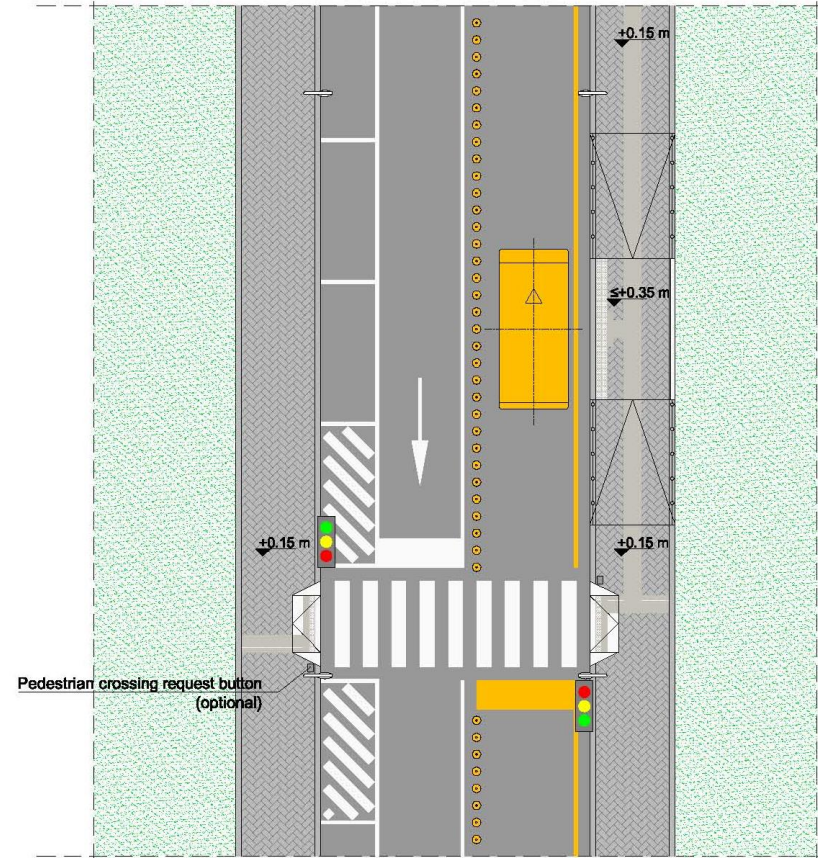 +0.15 m
≤+0.35 m
+0.15 m
+0.15 m
Pedestrian crossing request button
(optional)